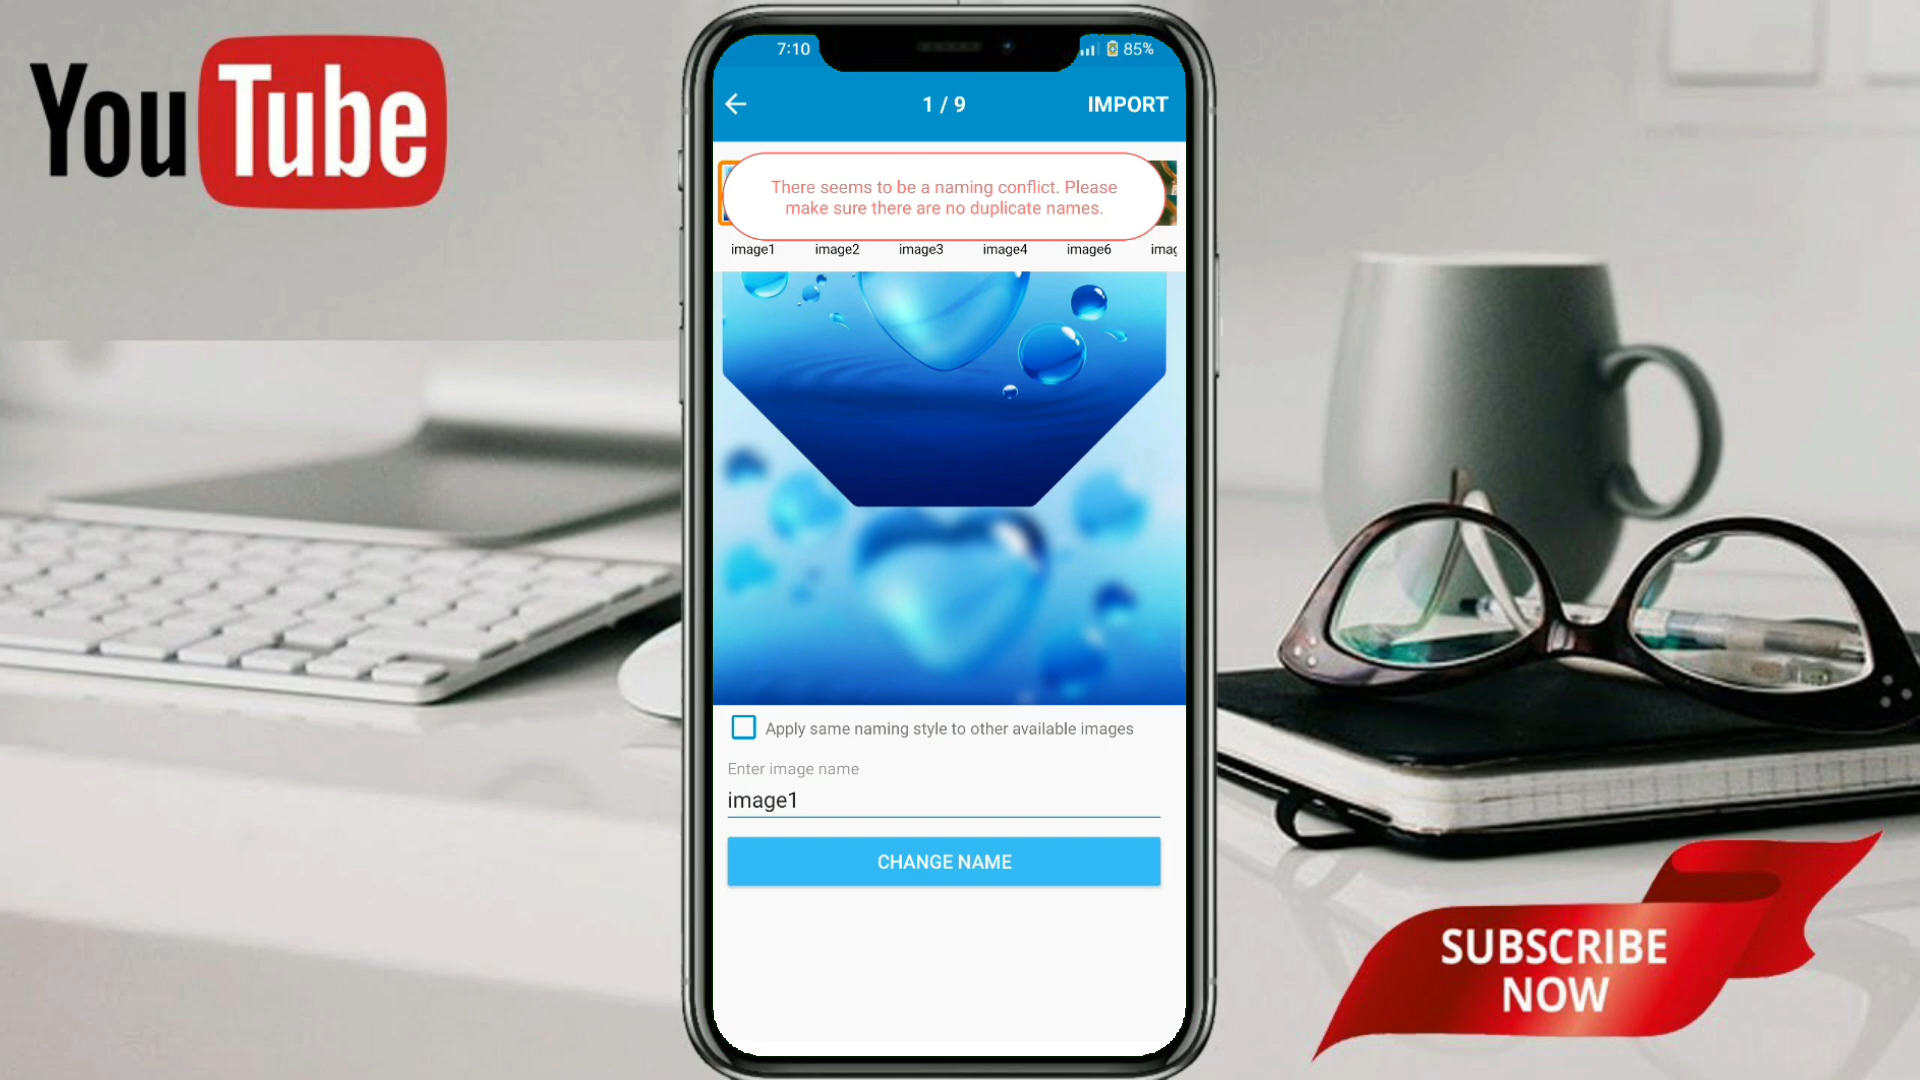 YouTube
7:10
85%
1 / 9
IMPORT
There seems to be a naming conflict. Please
make sure there are no duplicate names.
image1 image2 image3 image4 image6
Apply same naming style to other available images
Enter image name
image1
CHANGE NAME
SUBSCRIBE
NOW